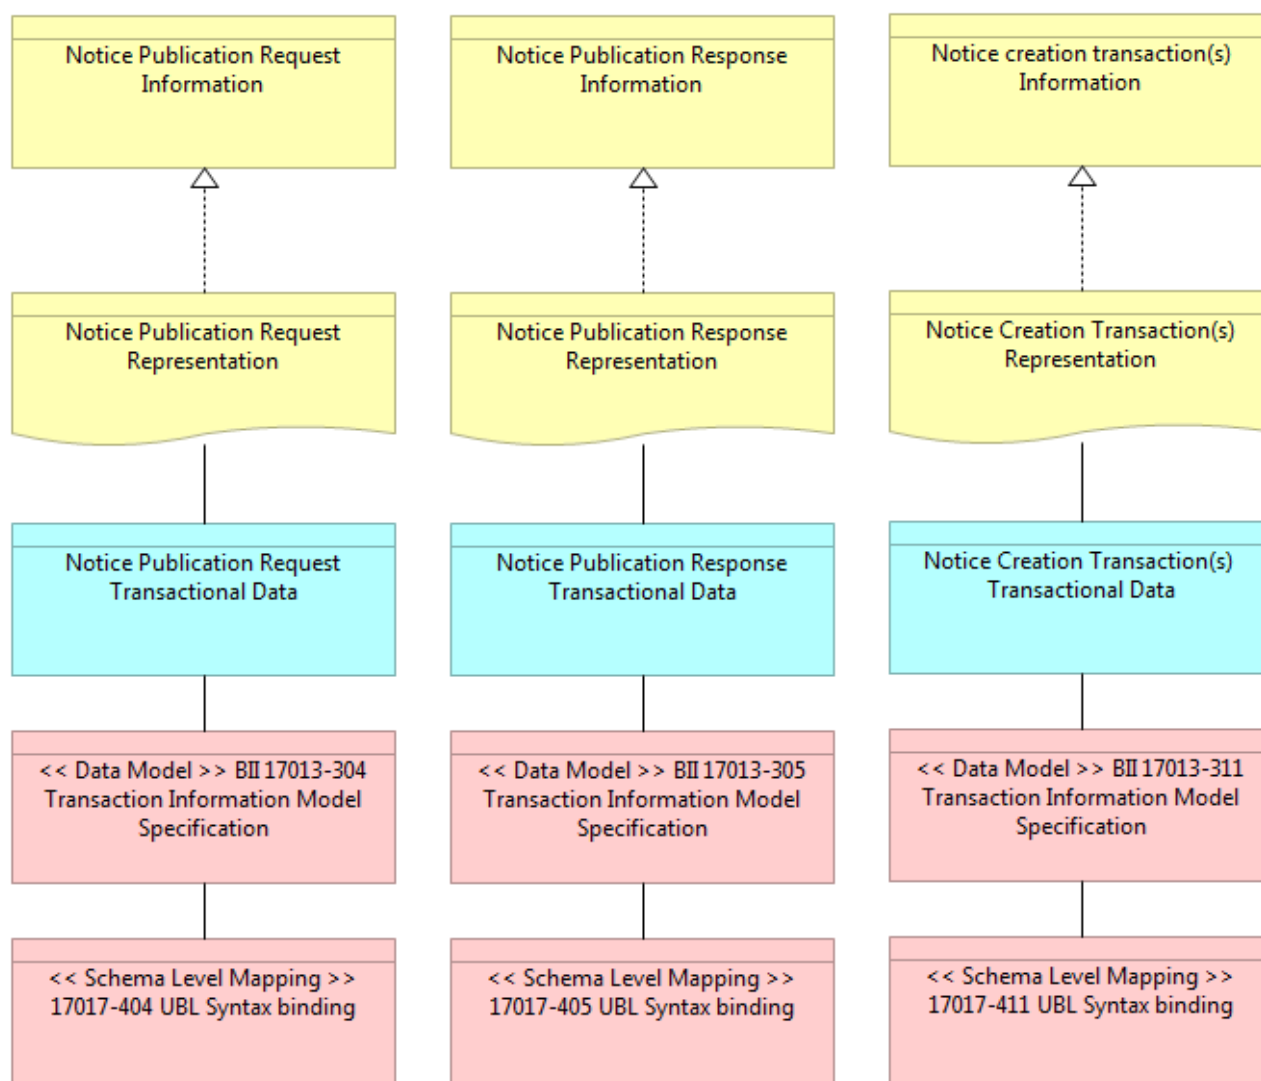 Notice Publication Request
Information
Notice Publication Response
Information
Notice creation transaction(s)
Information
Notice Publication Request
Representation
Notice Publication Response
Representation
Notice Creation Transaction(s)
Representation
Notice Publication Request
Transactional Data
Notice Publication Response
Transactional Data
Notice Creation Transaction(s)
Transactional Data
<< Data Model >> BII 17013-304
Transaction Information Model
Specification
<< Data Model >> BII 17013-305
Transaction Information Model
Specification
<< Data Model >> BII 17013-311
Transaction Information Model
Specification
<< Schema Level Mapping >>
17017-404 UBL Syntax binding
<< Schema Level Mapping >>
17017-405 UBL Syntax binding
<< Schema Level Mapping >>
17017-411 UBL Syntax binding